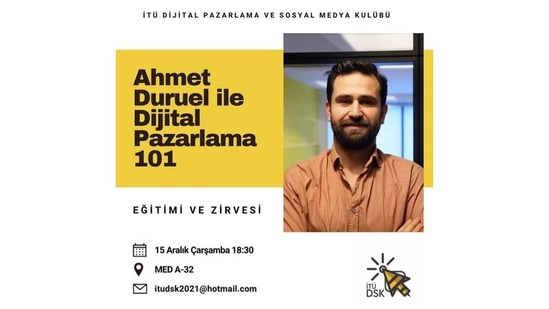 İTÜ DİJİTAL PAZARLAMA VE SOSYAL MEDYA KULÜBÜ
Ahmet
Duruel ile
Dijital
Pazarlama
101
EĞİTİMİ VE ZİRVESİ
15 Aralık Çarşamba 18:30
MED A-32
itudsk2021@hotmail.com
İTÜ
DSK